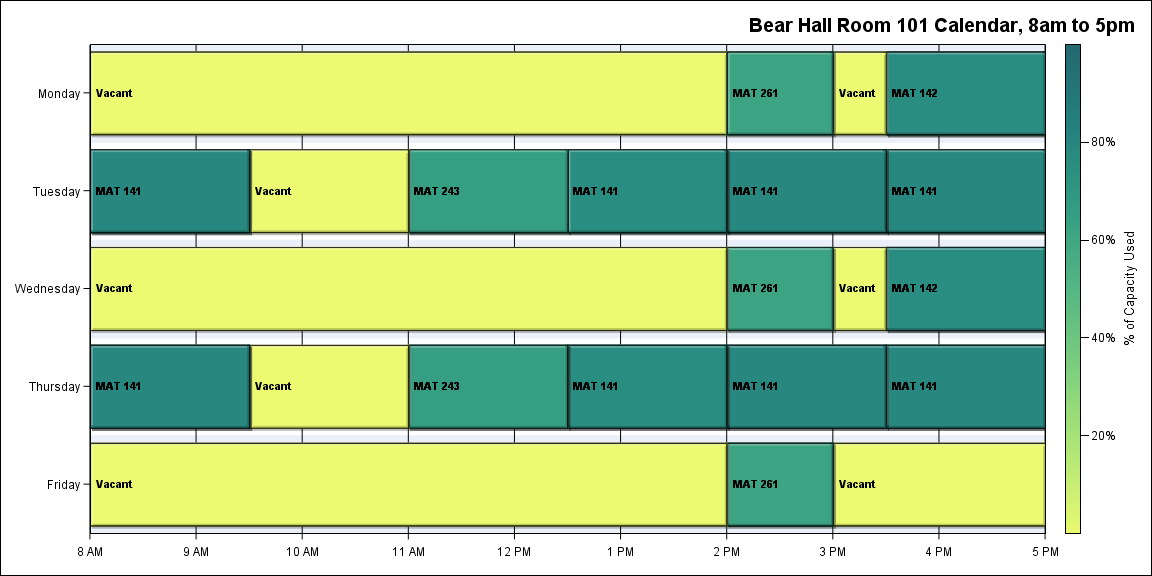 Bear Hall Room 101 Calendar, 8am to 5pm
Monday
Vacant
MAT 261
Vacant
MAT 142
Tuesday
MAT 141
Vacant
MAT 243
MAT 141
MAT 141
MAT 141
Wednesday
Vacant
MAT 261
Vacant
MAT 142
Thursday
MAT 141
Vacant
MAT 243
MAT 141
MAT 141
MAT 141
Friday
Vacant
MAT 261
Vacant
8 AM
9 AM
10 AM
11 AM
12 PM
1 PM
2 PM
3 PM
4 PM
5 PM
80%
60%
40%
20%
% of Capacity Used